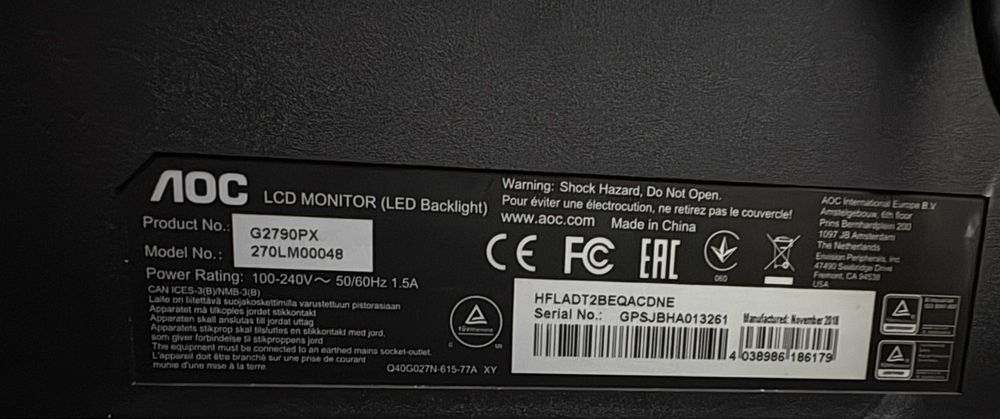 AOC LCD MONITOR (LED Backlight)
Product No.: G2790PX
Model No.: 270LM00048
Power Rating: 100-240V~ 50/60Hz 1.5A
CAN ICES-3(B)/NMB-3(B)
Laite on liitettävä suojakoskettimilla varustettuun pistorasiaan
Apparatet må tilkoples jordet stikkontakt
Apparaten skall anslutas till jordat uttag
Apparatets stikprop skal tilsluttes en stikkontakt med jord,
som giver forbindelse til stikproppens jord
The equipment must be connected to an earthed mains socket-outlet.
L'appareil doit être branché sur une prise de courant
munie d'une mise à la terre
Q40G027N-615-77A XY
Warning: Shock Hazard, Do Not Open.
Pour éviter une électrocution, ne retirez pas le couvercle!
www.aoc.com Made in China
CE FC EAC
060
AOC International Europe B.V
Amstelgebouw, 6th floor
Prins Bernhardplein 200
1097 JB Amsterdam
The Netherlands
Envision Peripherals, Inc
47490 Seabridge Drive
Fremont, CA 94538
USA
HFLADT2BEQACDNE
Serial No.: GPSJBHA013261
Manufactured: November 2018
4 038986 186179